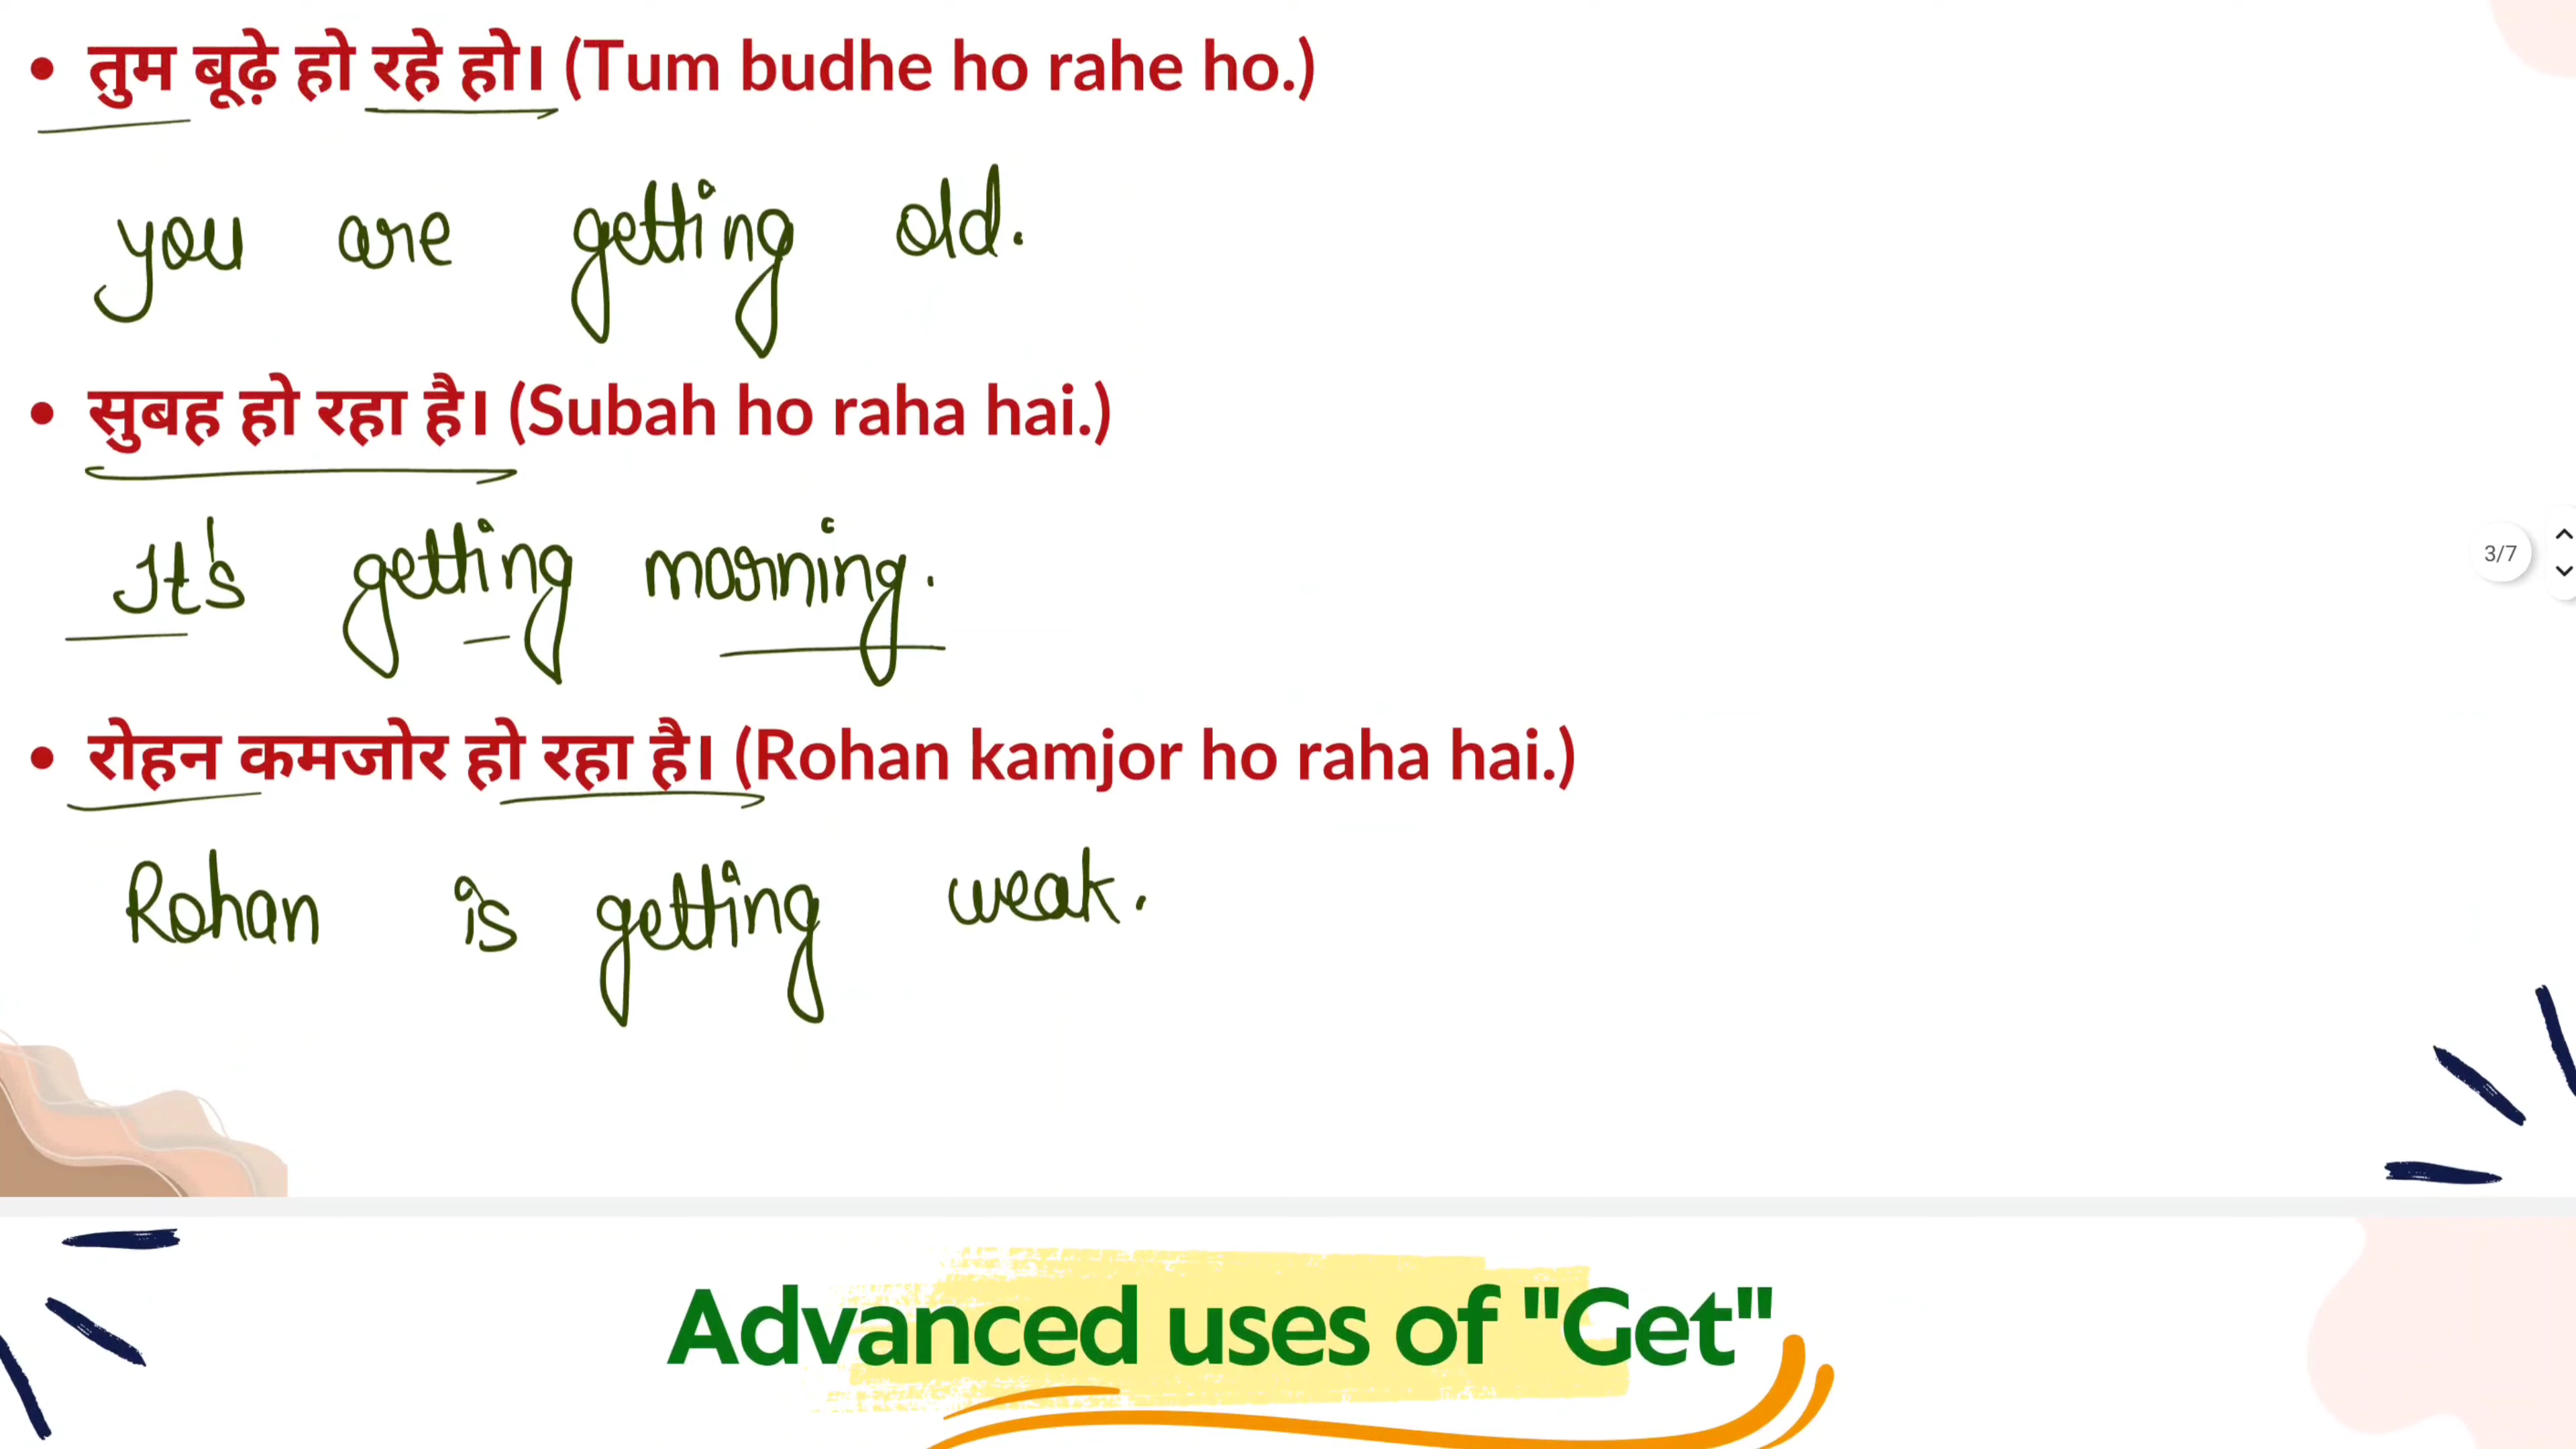 • तुम बूढ़े हो रहे हो। (Tum budhe ho rahe ho.)
you are getting old.
• सुबह हो रहा है। (Subah ho raha hai.)
It's getting morning.
3/7
• रोहन कमजोर हो रहा है। (Rohan kamjor ho raha hai.)
Rohan is getting weak.
Advanced uses of "Get"